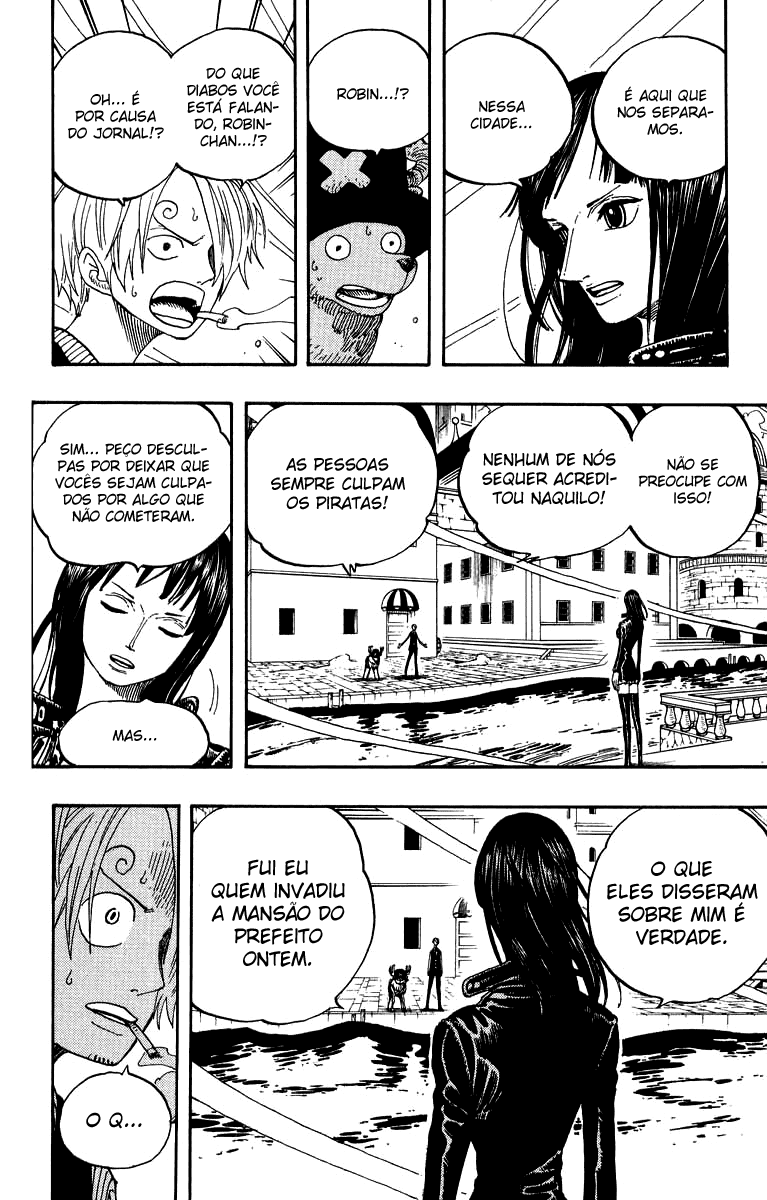 É AQUI QUE
NOS SEPARA-
MOS.
NESSA
CIDADE...
ROBIN...!?
DO QUE
DIABOS VOCÊ
ESTÁ FALAN-
DO, ROBIN-
CHAN...!?
OH... É
POR CAUSA
DO JORNAL!?
NÃO SE
PREOCUPE COM
ISSO!
NENHUM DE NÓS
SEQUER ACREDI-
TOU NAQUILO!
AS PESSOAS
SEMPRE CULPAM
OS PIRATAS!
SIM... PEÇO DESCUL-
PAS POR DEIXAR QUE
VOCÊS SEJAM CULPA-
DOS POR ALGO QUE
NÃO COMETERAM.
MAS...
O QUE
ELES DISSERAM
SOBRE MIM É
VERDADE.
FUI EU
QUEM INVADIU
A MANSÃO DO
PREFEITO
ONTEM.
O Q...